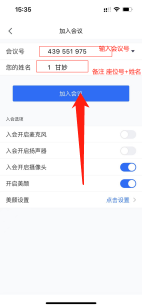 15:35
加入会议
会议号 439 551 975 输入会议号
您的姓名 1 甘妙
备注 座位号+姓名
加入会议
入会选项
入会开启麦克风
入会开启扬声器
入会开启摄像头
开启美颜
美颜设置 点击设置